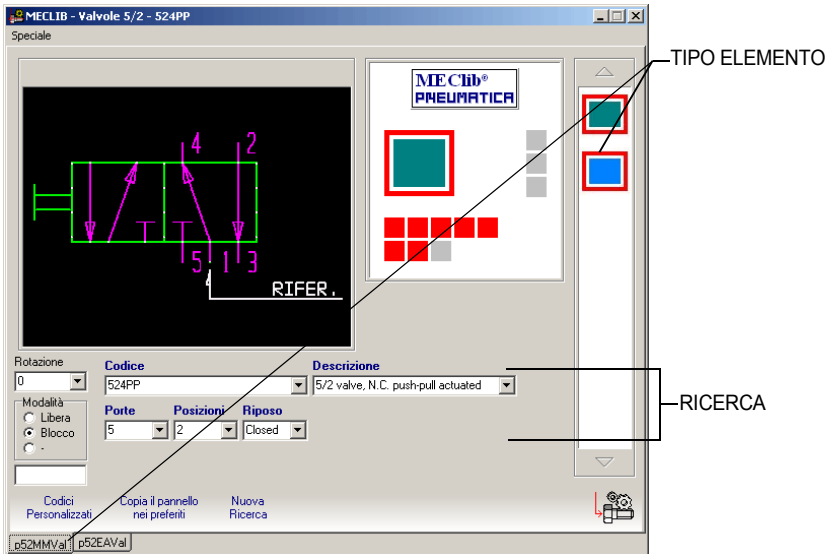 MECLIB - Valvole 5/2 - 524PP
Speciale
TIPO ELEMENTO
MEClib®
PNEUMATICA
4 2
5 1 3
RIFER.
Rotazione
0
Codice
524PP
Descrizione
5/2 valve, N.C. push-pull actuated
Modalità
Libera
Blocco
-
Porte
5
Posizioni
2
Riposo
Closed
RICERCA
Codici
Personalizzati
Copia il pannello
nei preferiti
Nuova
Ricerca
p52MMVal
p52EAVal